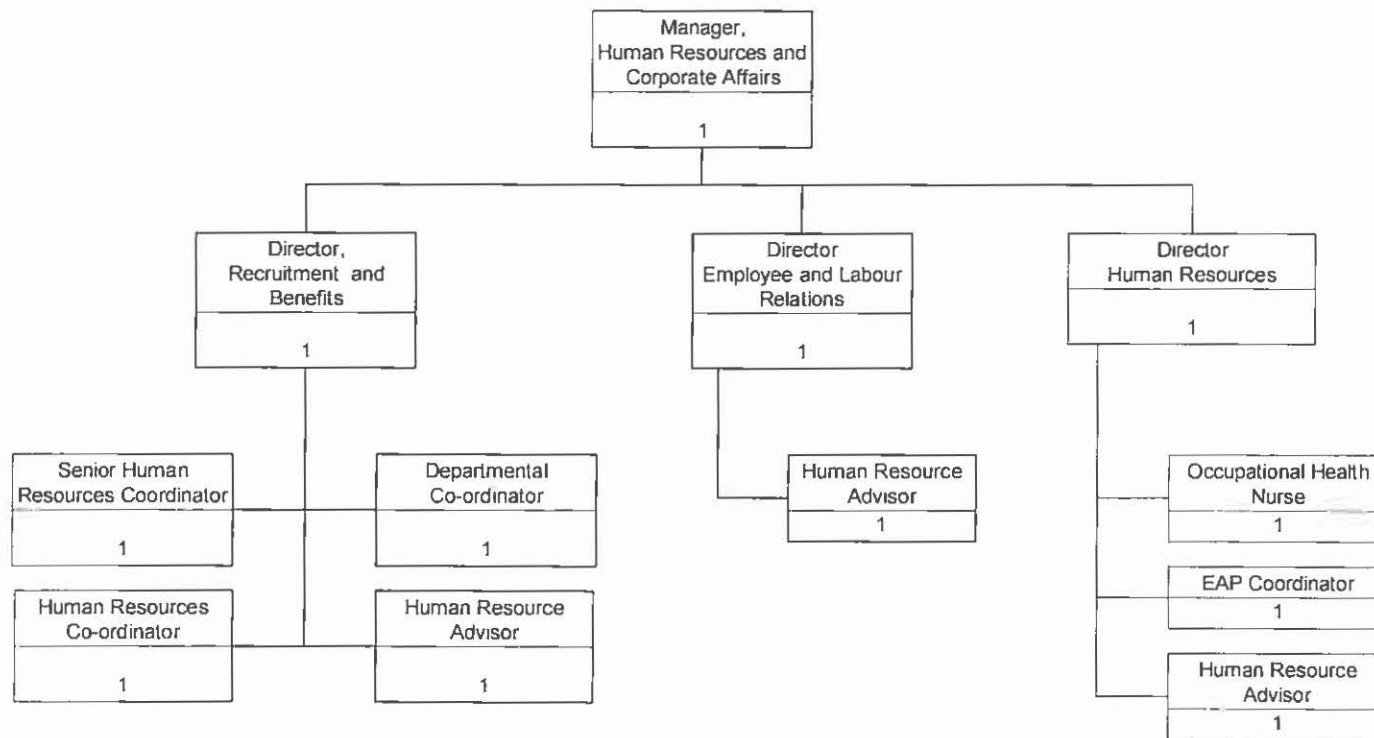 Manager,
Human Resources and
Corporate Affairs
1
Director,
Recruitment and
Benefits
1
Director
Employee and Labour
Relations
1
Director
Human Resources
1
Senior Human
Resources Coordinator
1
Departmental
Co-ordinator
1
Human Resources
Co-ordinator
1
Human Resource
Advisor
1
Human Resource
Advisor
1
Occupational Health
Nurse
1
EAP Coordinator
1
Human Resource
Advisor
1